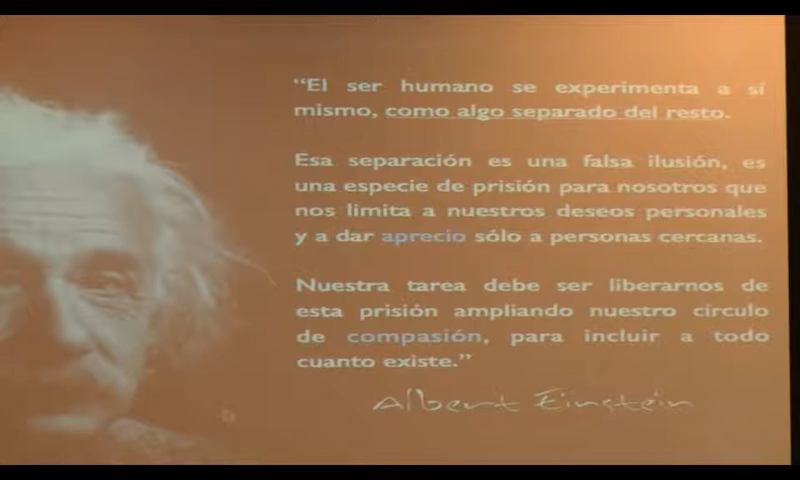 “El ser humano se experimenta a sí
mismo, como algo separado del resto.
Esa separación es una falsa ilusión, es
una especie de prisión para nosotros que
nos limita a nuestros deseos personales
y a dar aprecio sólo a personas cercanas.
Nuestra tarea debe ser liberarnos de
esta prisión ampliando nuestro círculo
de compasión, para incluir a todo
cuanto existe.”
Albert Einstein